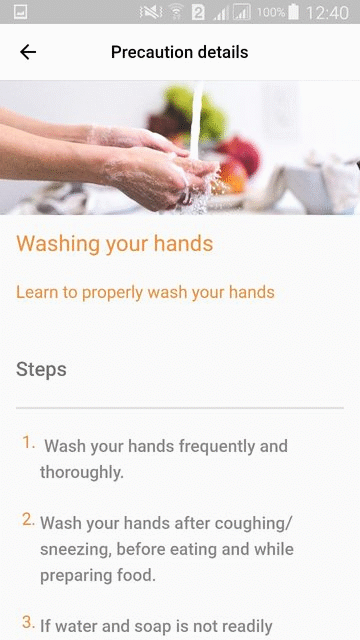 2 100% 12:40
Precaution details
Washing your hands
Learn to properly wash your hands
Steps
1. Wash your hands frequently and
thoroughly.
2. Wash your hands after coughing/
sneezing, before eating and while
preparing food.
3. If water and soap is not readily